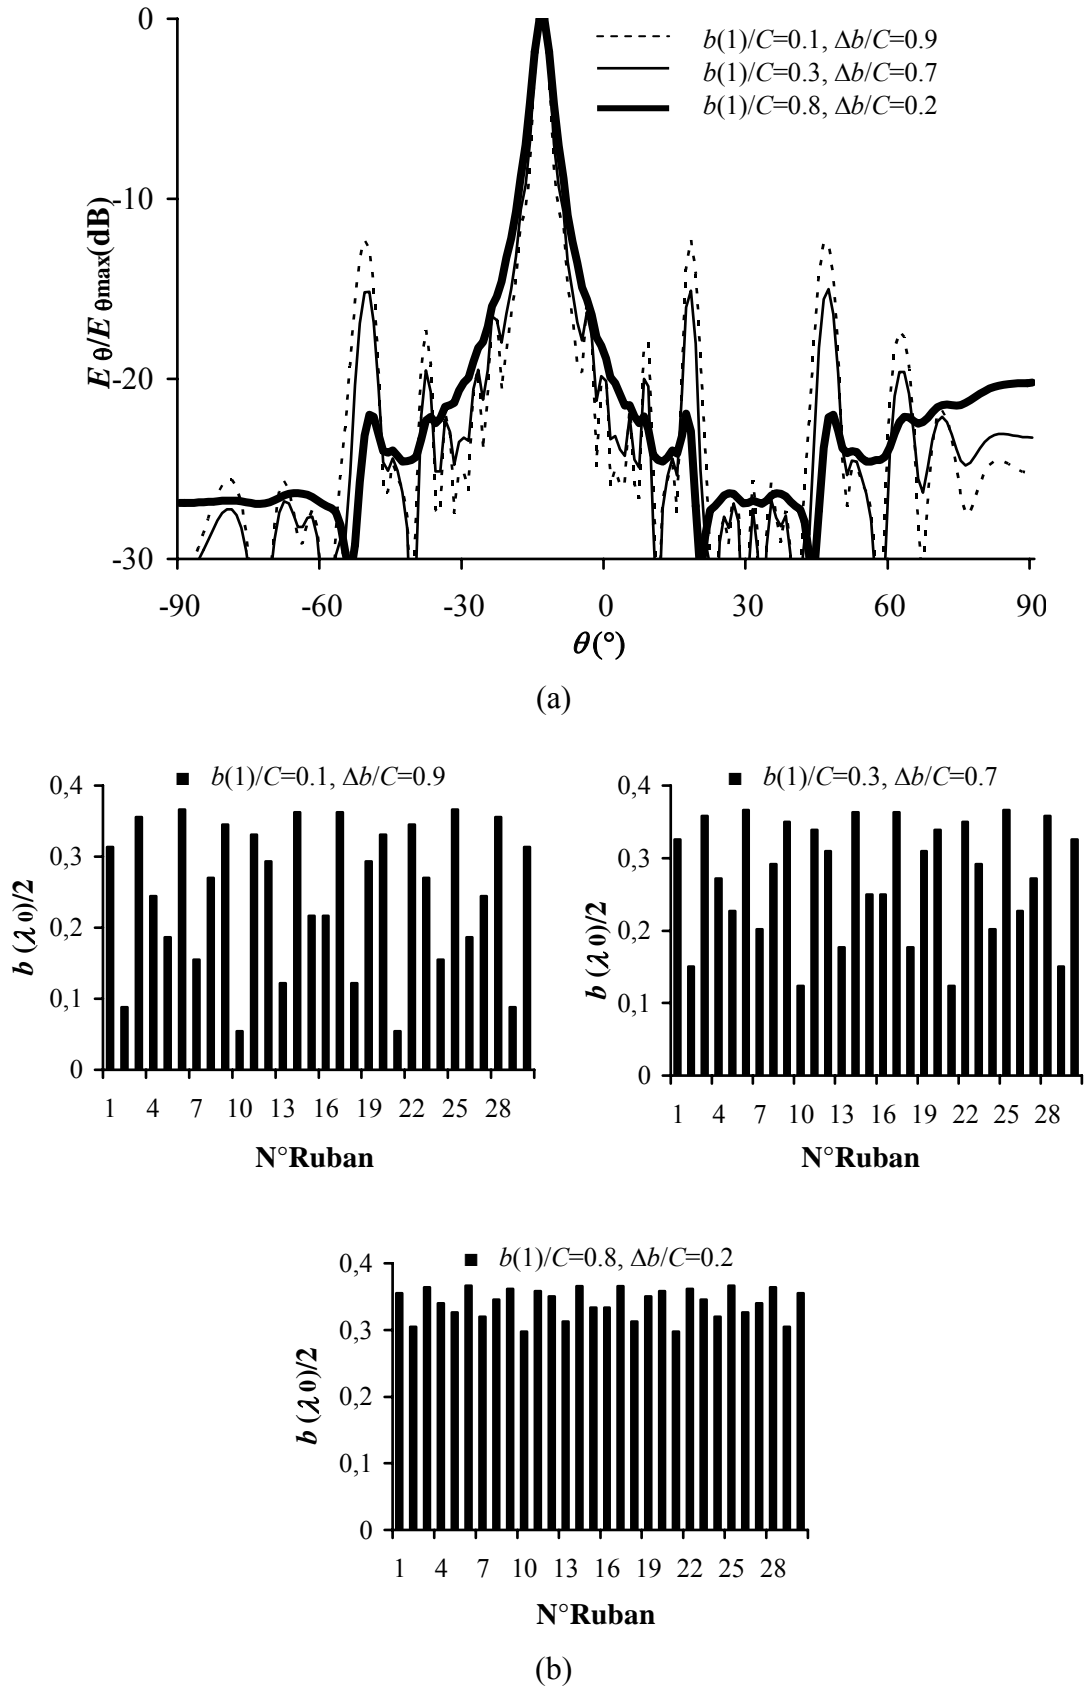 0
-10
-20
-30
E θ/E θmax(dB)
b(1)/C=0.1, Δb/C=0.9
b(1)/C=0.3, Δb/C=0.7
b(1)/C=0.8, Δb/C=0.2
-90 -60 -30 0 30 60 90
θ(°)
(a)
b(1)/C=0.1, Δb/C=0.9
0,4
0,3
0,2
0,1
0
b (λ0)/2
1 4 7 10 13 16 19 22 25 28
N°Ruban
b(1)/C=0.3, Δb/C=0.7
0,4
0,3
0,2
0,1
0
b (λ0)/2
1 4 7 10 13 16 19 22 25 28
N°Ruban
b(1)/C=0.8, Δb/C=0.2
0,4
0,3
0,2
0,1
0
b (λ0)/2
1 4 7 10 13 16 19 22 25 28
N°Ruban
(b)